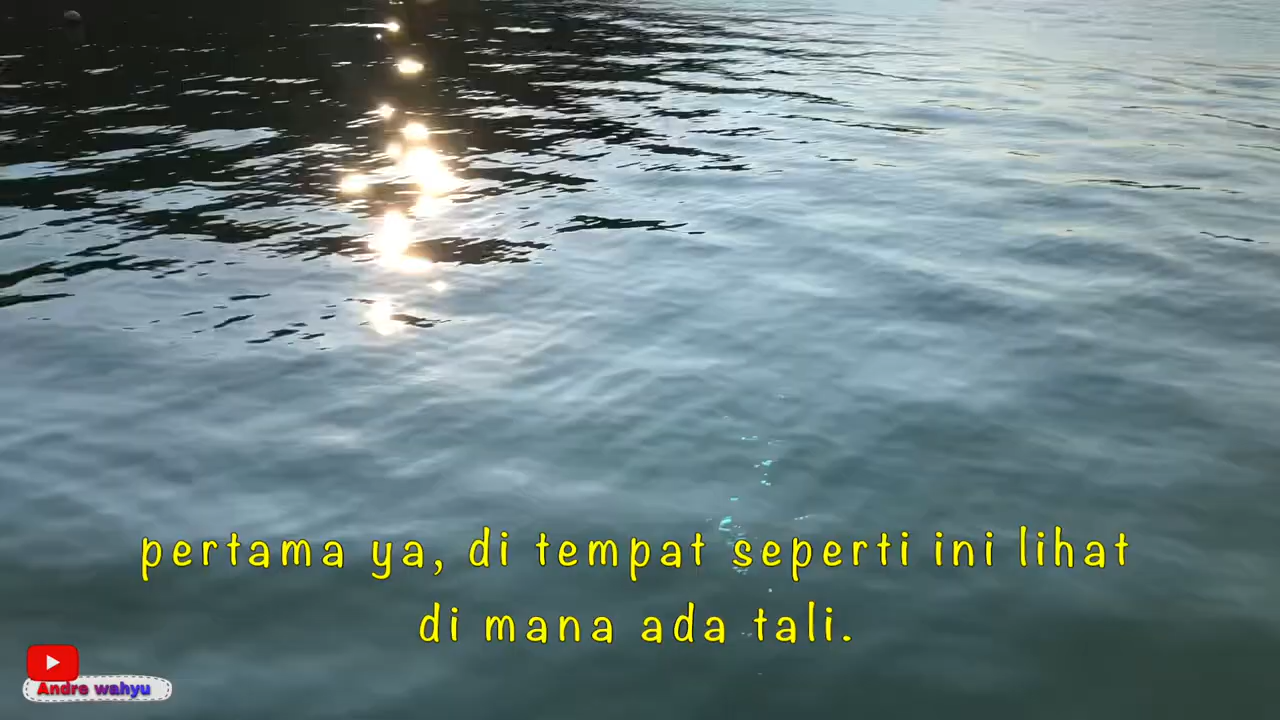 pertama ya, di tempat seperti ini lihat
di mana ada tali.
Andre wahyu